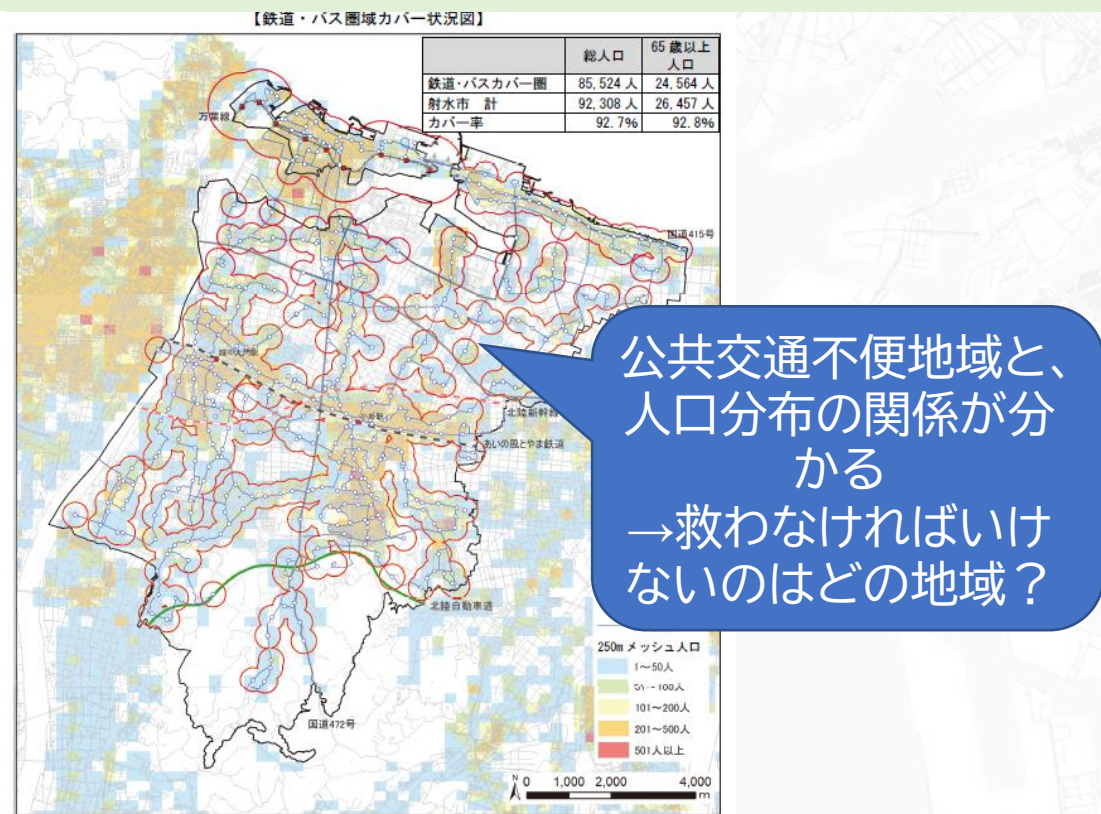 【鉄道・バス圏域カバー状況図】
総人口 65歳以上人口
鉄道・バスカバー圏 85,524人 24,564人
射水市 計 92,308人 26,457人
カバー率 92.7% 92.8%
万葉線
国道415号
越中大門駅
小杉駅
北陸新幹線
あいの風とやま鉄道
北陸自動車道
国道472号
公共交通不便地域と、
人口分布の関係が分
かる
→救わなければいけ
ないのはどの地域？
250mメッシュ人口
1～50人
51～100人
101～200人
201～500人
501人以上
N 0 1,000 2,000 4,000
m